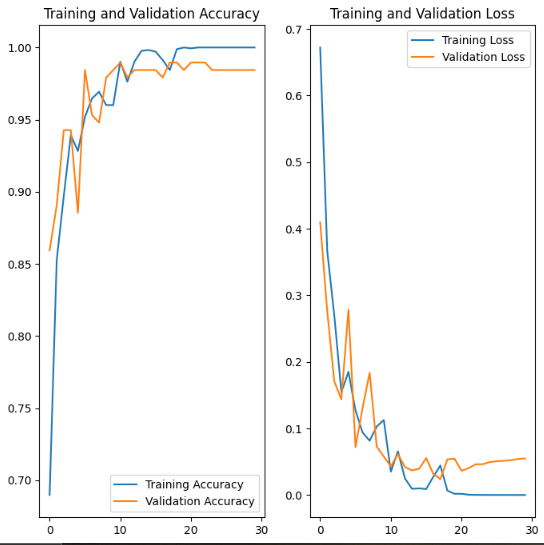 Training and Validation Accuracy
1.00
0.95
0.90
0.85
0.80
0.75
0.70
Training Accuracy
Validation Accuracy
0 10 20 30
Training and Validation Loss
0.7
0.6
0.5
0.4
0.3
0.2
0.1
0.0
Training Loss
Validation Loss
0 10 20 30